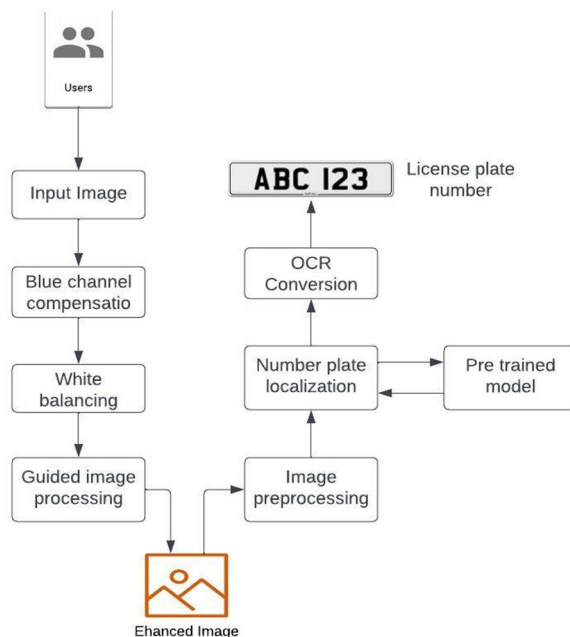 Users
Input Image
Blue channel
compensatio
White
balancing
Guided image
processing
Ehanced Image
Image
preprocessing
Number plate
localization
Pre trained
model
OCR
Conversion
ABC 123
License plate
number